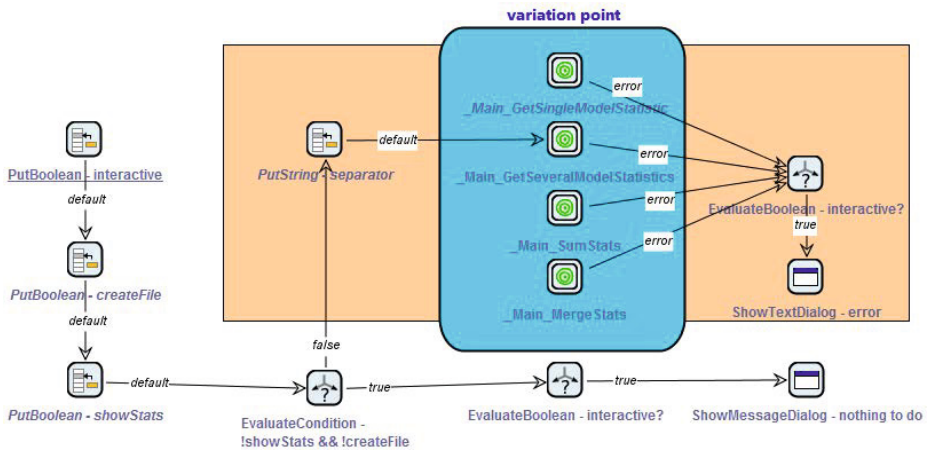 variation point
error
_Main_GetSingleModelStatistic
default
error
PutBoolean - interactive
PutString - separator
_Main_GetSeveralModelStatistics
default
error
EvaluateBoolean - interactive?
true
_Main_SumStats
error
PutBoolean - createFile
default
_Main_MergeStats
ShowTextDialog - error
false
default
true
true
PutBoolean - showStats
EvaluateCondition -
!showStats && !createFile
EvaluateBoolean - interactive?
ShowMessageDialog - nothing to do